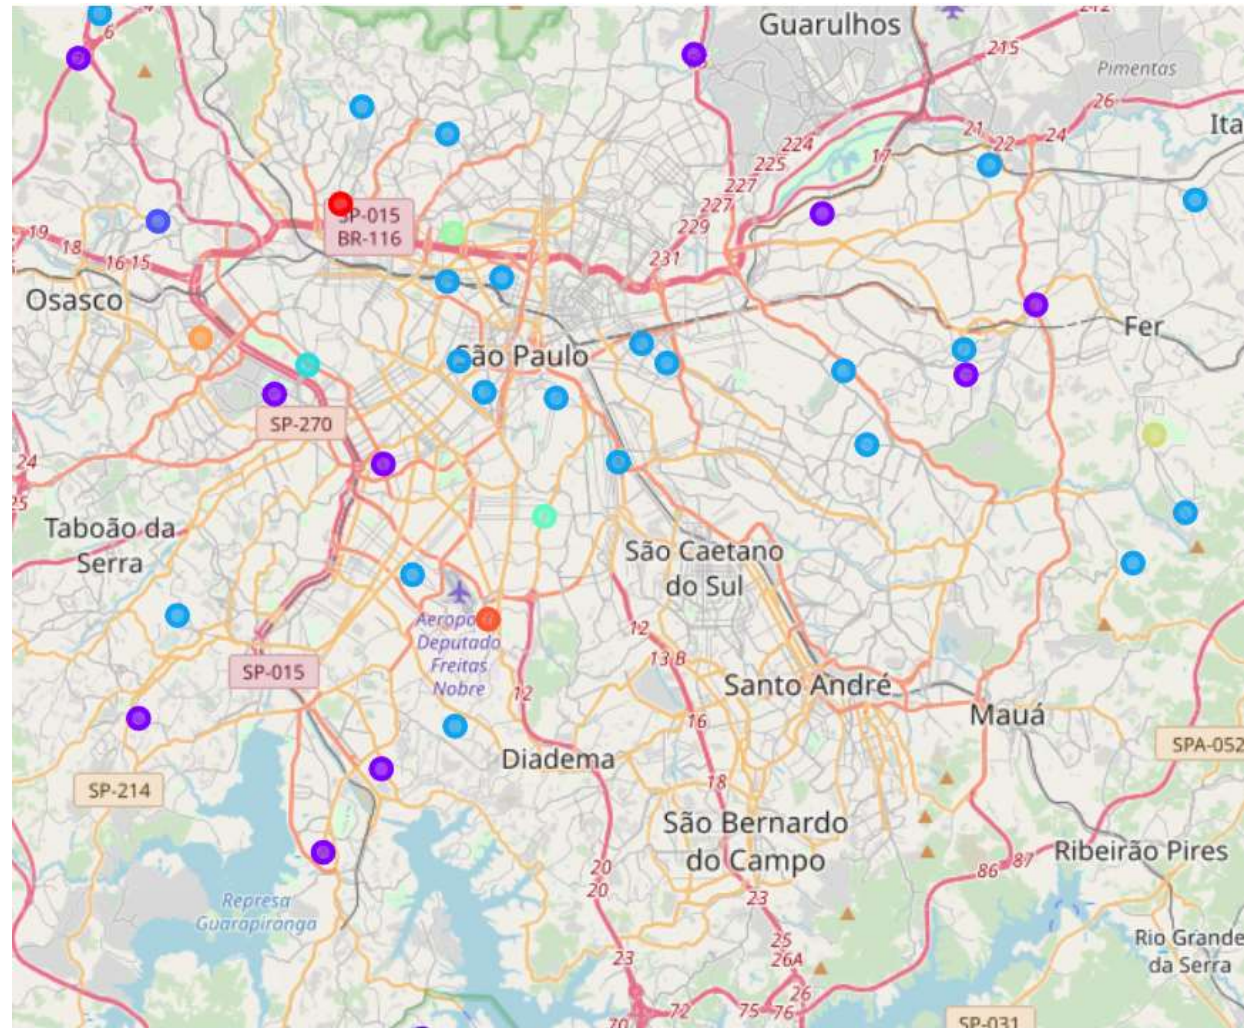 6
Guarulhos
212
215
Pimentas
26
21
22
24
Ita
224
17
225
227
227
229
231
SP-015
BR-116
19
18
16
15
Osasco
Fer
São Paulo
SP-270
24
25
Taboão da
Serra
São Caetano
do Sul
Deputado
Freitas
Nobre
12
13 B
SP-015
12
16
Santo André
Mauá
SPA-052
Diadema
SP-214
18
São Bernardo
do Campo
Ribeirão Pires
86
87
20
20
23
Represa
Guarapiranga
25
26A
26
Rio Grande
da Serra
23
72
75
76
70
SP-031